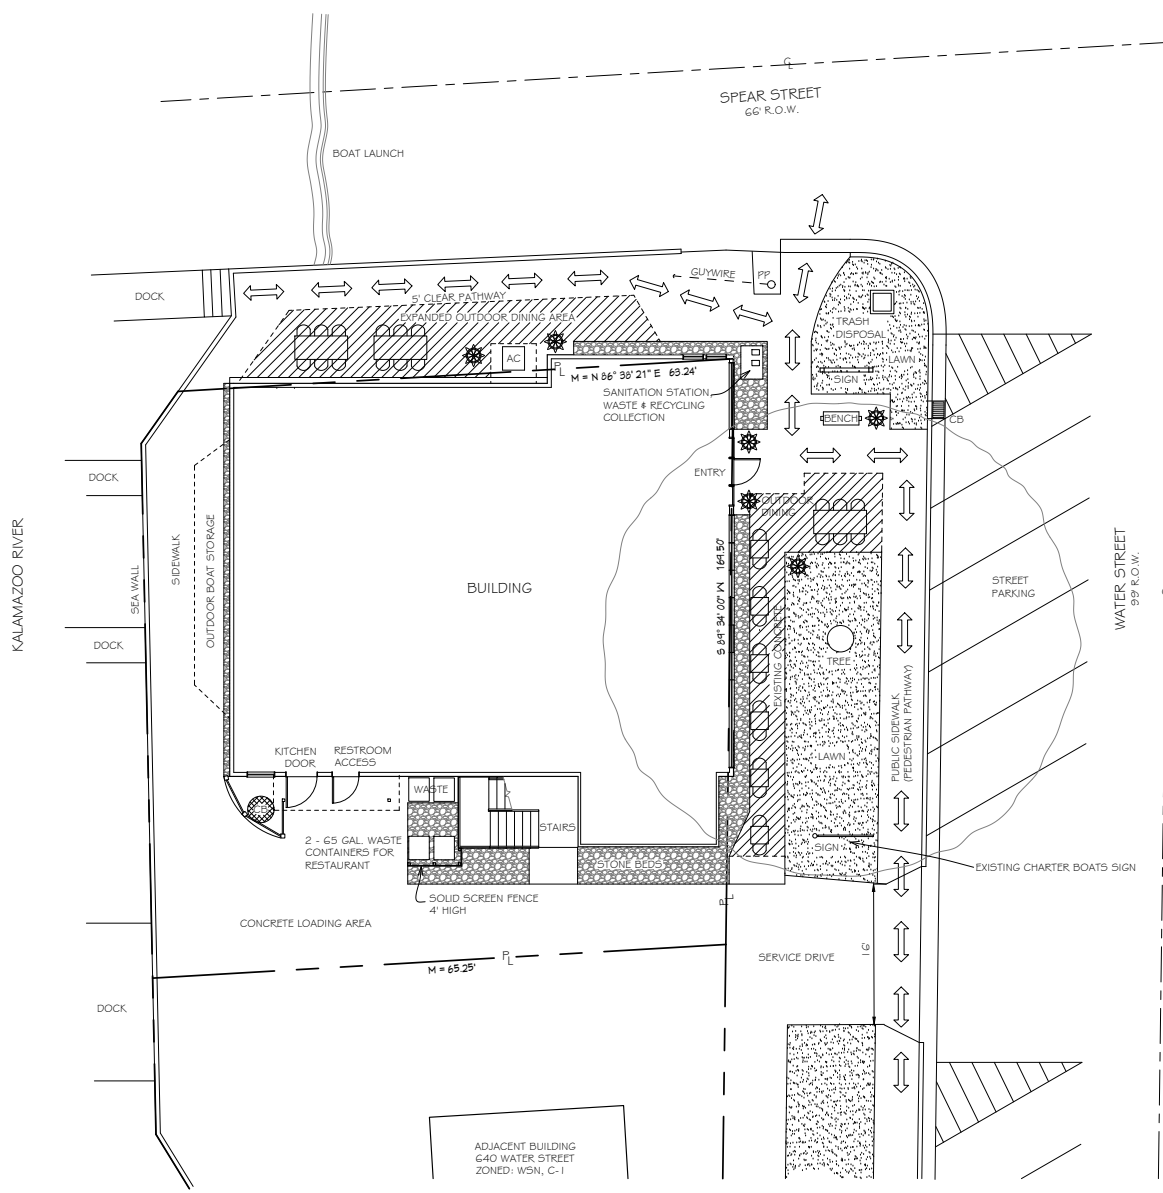 C L
SPEAR STREET
66' R.O.W.
BOAT LAUNCH
GUYWIRE
PP
DOCK
5' CLEAR PATHWAY
EXPANDED OUTDOOR DINING AREA
TRASH
DISPOSAL
LAWN
AC
P L
M = N 86° 38' 21" E 63.24'
SIGN
SANITATION STATION,
WASTE & RECYCLING
COLLECTION
BENCH
CB
DOCK
ENTRY
OUTDOOR
DINING
KALAMAZOO RIVER
SEA WALL
SIDEWALK
OUTDOOR BOAT STORAGE
BUILDING
S 89° 34' 00" W 164.50'
EXISTING CONCRETE
STREET
PARKING
WATER STREET
99' R.O.W.
DOCK
TREE
PUBLIC SIDEWALK
(PEDESTRIAN PATHWAY)
LAWN
KITCHEN
DOOR
RESTROOM
ACCESS
WASTE
CB
STAIRS
2 - 65 GAL. WASTE
CONTAINERS FOR
RESTAURANT
STONE BEDS
SIGN
EXISTING CHARTER BOATS SIGN
SOLID SCREEN FENCE
4' HIGH
P L
CONCRETE LOADING AREA
P L
M = 65.25'
SERVICE DRIVE
16'
DOCK
ADJACENT BUILDING
640 WATER STREET
ZONED: WSN, C-1